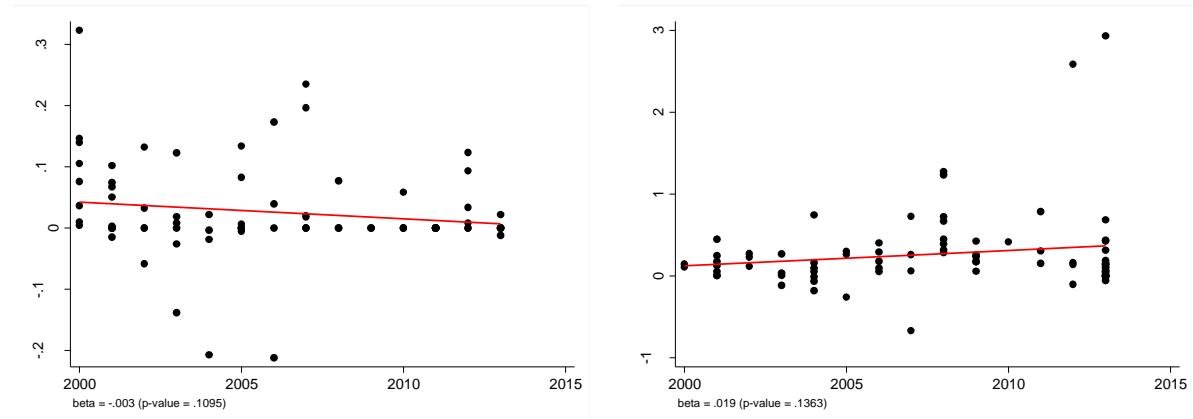 .3
.2
.1
0
-.1
-.2
2000 2005 2010 2015
beta = -.003 (p-value = .1095)
3
2
1
0
-1
2000 2005 2010 2015
beta = .019 (p-value = .1363)